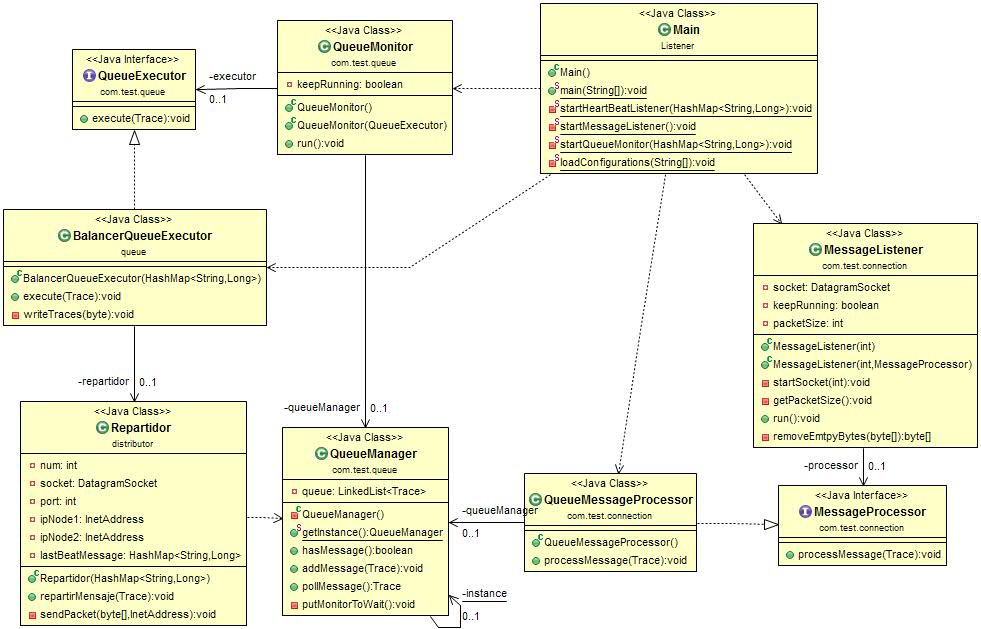 <<Java Interface>>
QueueExecutor
com.test.queue
execute(Trace):void
-executor
0..1
<<Java Class>>
QueueMonitor
com.test.queue
keepRunning: boolean
QueueMonitor()
QueueMonitor(QueueExecutor)
run():void
<<Java Class>>
Main
Listener
Main()
main(String[]):void
startHeartBeatListener(HashMap<String,Long>):void
startMessageListener():void
startQueueMonitor(HashMap<String,Long>):void
loadConfigurations(String[]):void
<<Java Class>>
BalancerQueueExecutor
queue
BalancerQueueExecutor(HashMap<String,Long>)
execute(Trace):void
writeTraces(byte):void
<<Java Class>>
MessageListener
com.test.connection
socket: DatagramSocket
keepRunning: boolean
packetSize: int
MessageListener(int)
MessageListener(int,MessageProcessor)
startSocket(int):void
getPacketSize():void
run():void
removeEmtpyBytes(byte[]):byte[]
-repartidor
0..1
-queueManager
0..1
-processor
0..1
<<Java Class>>
Repartidor
distributor
num: int
socket: DatagramSocket
port: int
ipNode1: InetAddress
ipNode2: InetAddress
lastBeatMessage: HashMap<String,Long>
Repartidor(HashMap<String,Long>)
repartirMensaje(Trace):void
sendPacket(byte[],InetAddress):void
<<Java Class>>
QueueManager
com.test.queue
queue: LinkedList<Trace>
QueueManager()
getInstance():QueueManager
hasMessage():boolean
addMessage(Trace):void
pollMessage():Trace
putMonitorToWait():void
-queueManager
0..1
-instance
0..1
<<Java Class>>
QueueMessageProcessor
com.test.connection
QueueMessageProcessor()
processMessage(Trace):void
<<Java Interface>>
MessageProcessor
com.test.connection
processMessage(Trace):void